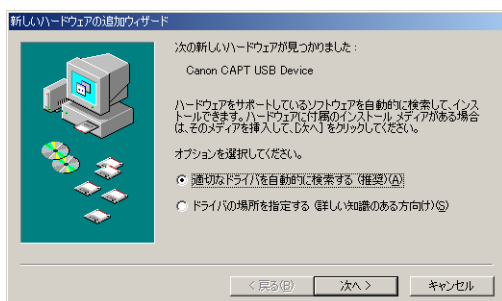 新しいハードウェアの追加ウィザード
次の新しいハードウェアが見つかりました :
Canon CAPT USB Device
ハードウェアをサポートしているソフトウェアを自動的に検索して、インス
トールできます。ハードウェアに付属のインストール メディアがある場合
は、そのメディアを挿入して、[次へ] をクリックしてください。
オプションを選択してください。
適切なドライバを自動的に検索する (推奨)(A)
ドライバの場所を指定する (詳しい知識のある方向け)(S)
< 戻る(B)
次へ >
キャンセル